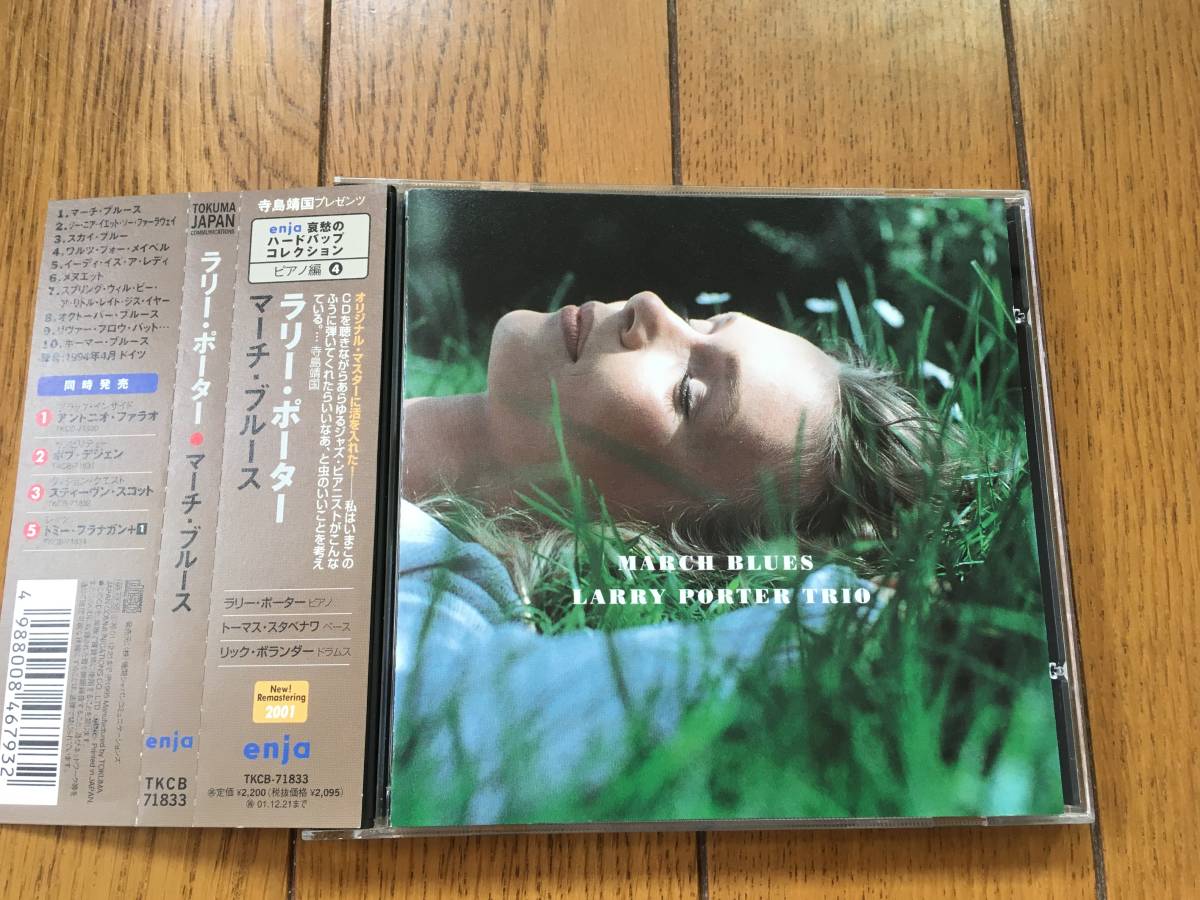 1.マーチ・ブルース
2.ソー・ニア・イエット・ソー・ファーラウェイ
3.スカイ・ブルー
4.ワルツ・フォー・メイベル
5.イーディ・イズ・ア・レディ
6.メヌエット
7.スプリング・ウィル・ビー・
ア・リトル・レイト・ジス・イヤー
8.オクトーバー・ブルース
9.リヴァー・フロウ・バット…
10.ホーマー・ブルース
録音:1994年4月 ドイツ
同時発売
1 ブラック・インサイド
アントニオ・ファラオ
2
ボブ・デジェン
3
スティーヴン・スコット
TKCB-71832
5
トミー・フラナガン+1
TKCB-71834
4 988008 467932
TOKUMA
JAPAN
COMMUNICATIONS
ラリー・ポーター●マーチ・ブルース
enja
TKCB
71833
寺島靖国プレゼンツ
enja 哀愁の
ハードバップ
コレクション
ピアノ編 4
ラリー・ポーター
マーチ・ブルース
オリジナル・マスターに活を入れた!――私はいまこの
CDを聴きながらあらゆるジャズ・ピアニストがこんな
ふうに弾いてくれたらいいなぁ、と虫のいいことを考え
ている。…寺島靖国
ラリー・ポーター ピアノ
トーマス・スタベナワ ベース
リック・ボランダー ドラムス
New!
Remastering
2001
enja
TKCB-71833
定価 ¥2,200(税抜価格 ¥2,095)
01.12.21まで
MARCH BLUES
LARRY PORTER TRIO